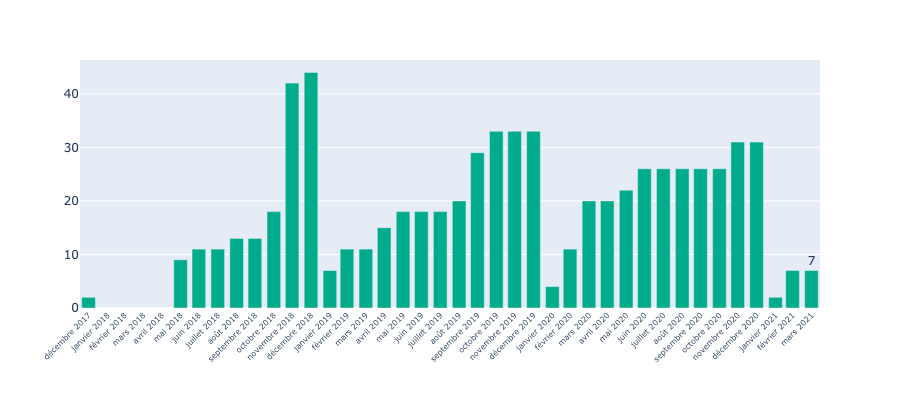 40
30
20
10
0
7
décembre 2017
janvier 2018
février 2018
mars 2018
avril 2018
mai 2018
juin 2018
juillet 2018
août 2018
septembre 2018
octobre 2018
novembre 2018
décembre 2018
janvier 2019
février 2019
mars 2019
avril 2019
mai 2019
juin 2019
juillet 2019
août 2019
septembre 2019
octobre 2019
novembre 2019
décembre 2019
janvier 2020
février 2020
mars 2020
avril 2020
mai 2020
juin 2020
juillet 2020
août 2020
septembre 2020
octobre 2020
novembre 2020
décembre 2020
janvier 2021
février 2021
mars 2021